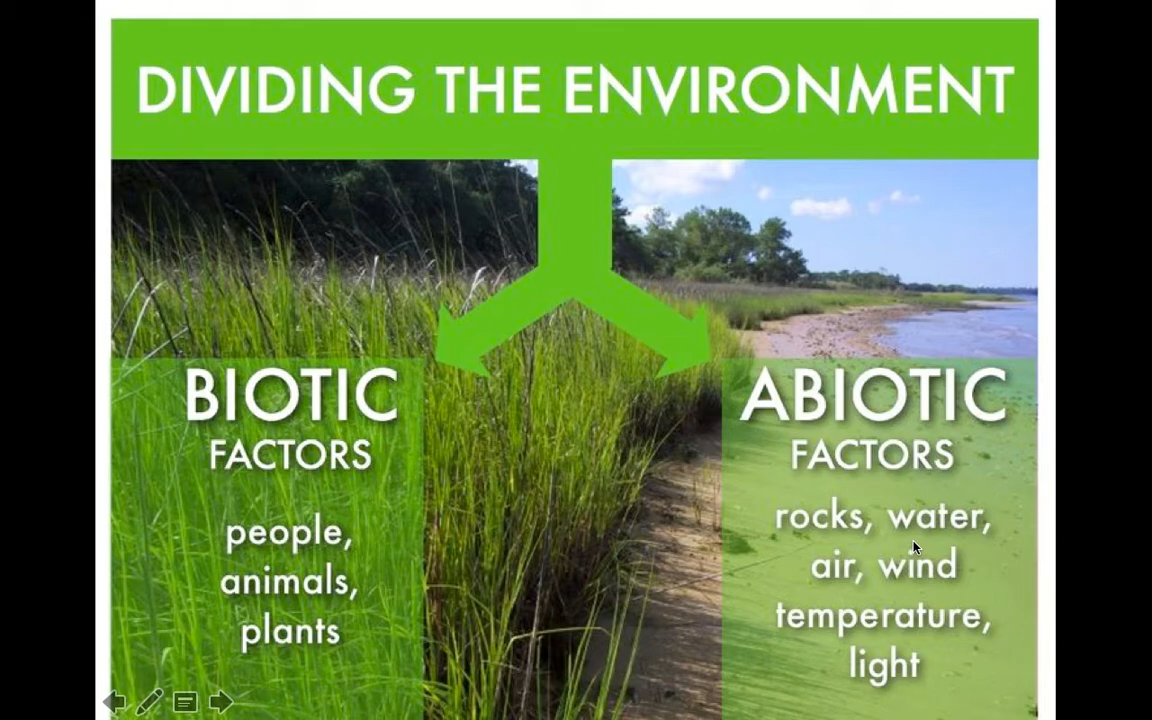 DIVIDING THE ENVIRONMENT
BIOTIC
FACTORS
people,
animals,
plants
ABIOTIC
FACTORS
rocks, water,
air, wind
temperature,
light